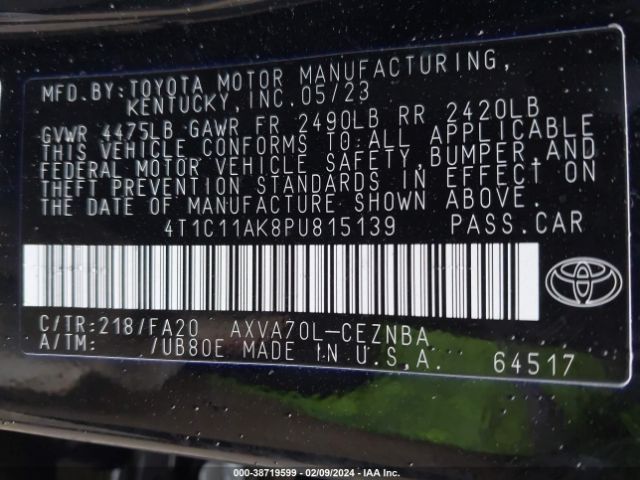 MFD.BY:TOYOTA MOTOR MANUFACTURING,
KENTUCKY,INC.05/23
GVWR 4475LB GAWR FR 2490LB RR 2420LB
THIS VEHICLE CONFORMS TO ALL APPLICABLE
FEDERAL MOTOR VEHICLE SAFETY,BUMPER,AND
THEFT PREVENTION STANDARDS IN EFFECT ON
THE DATE OF MANUFACTURE SHOWN ABOVE.
4T1C11AK8PU815139 PASS.CAR
C/TR:218/FA20 AXVA70L-CEZNBA
A/TM: /UB80E MADE IN U.S.A. 64517
000-38719599 — 02/09/2024 — IAA Inc.